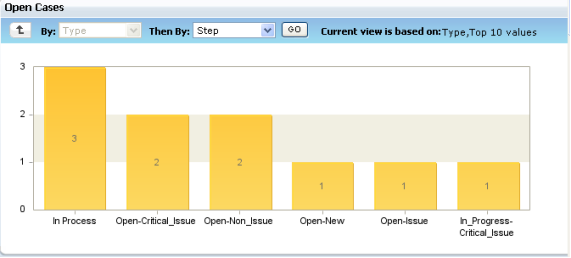 Open Cases
By: Type Then By: Step GO Current view is based on:Type,Top 10 values
3
2
1
0
3
2
2
1
1
1
In Process
Open-Critical_Issue
Open-Non_Issue
Open-New
Open-Issue
In_Progress-
Critical_Issue